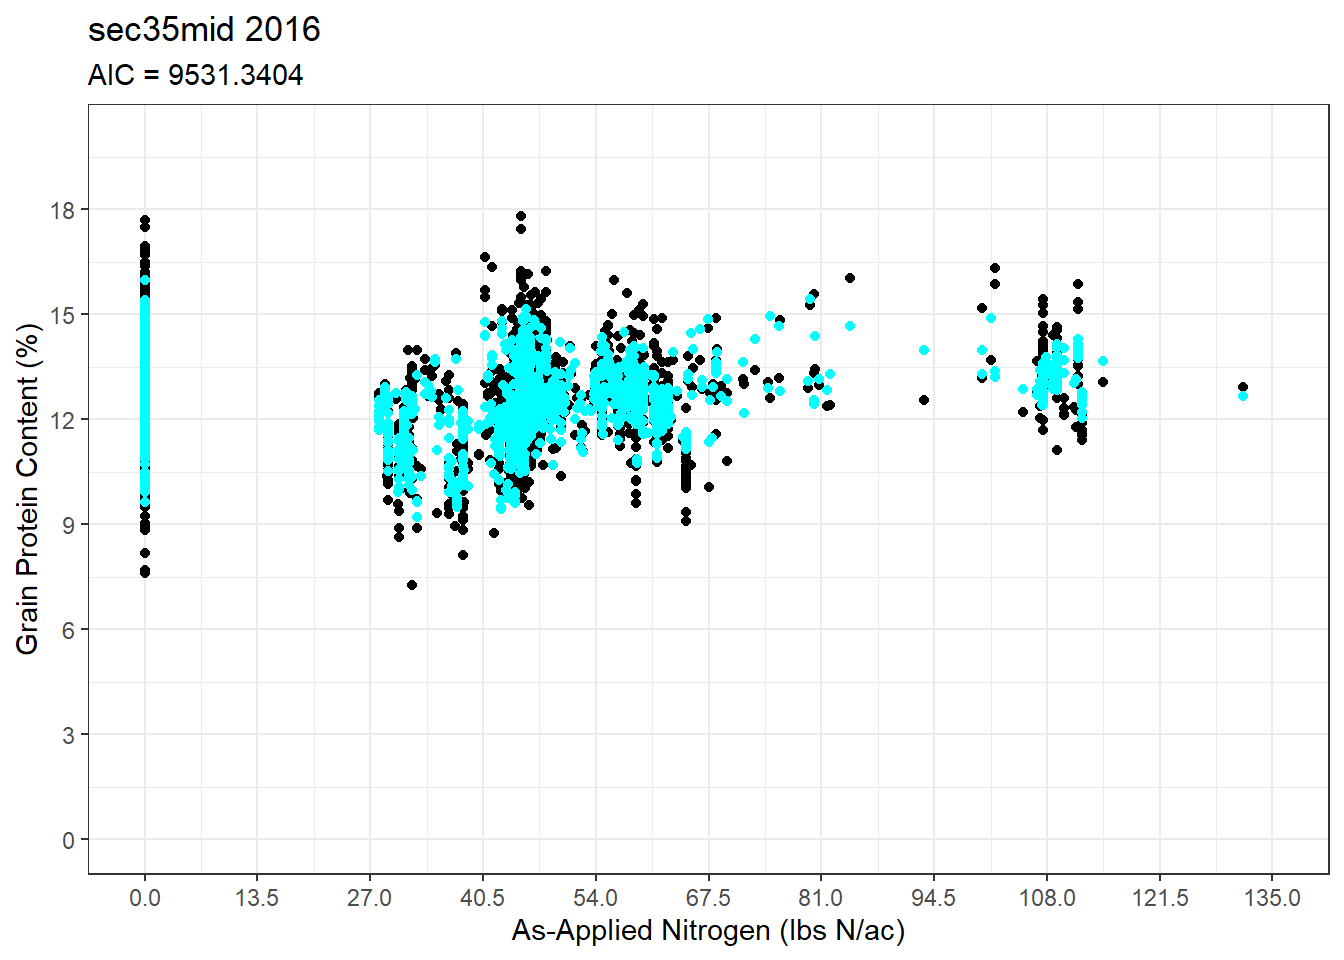 sec35mid 2016
AIC = 9531.3404
Grain Protein Content (%)
18
15
12
9
6
3
0
0.0 13.5 27.0 40.5 54.0 67.5 81.0 94.5 108.0 121.5 135.0
As-Applied Nitrogen (lbs N/ac)